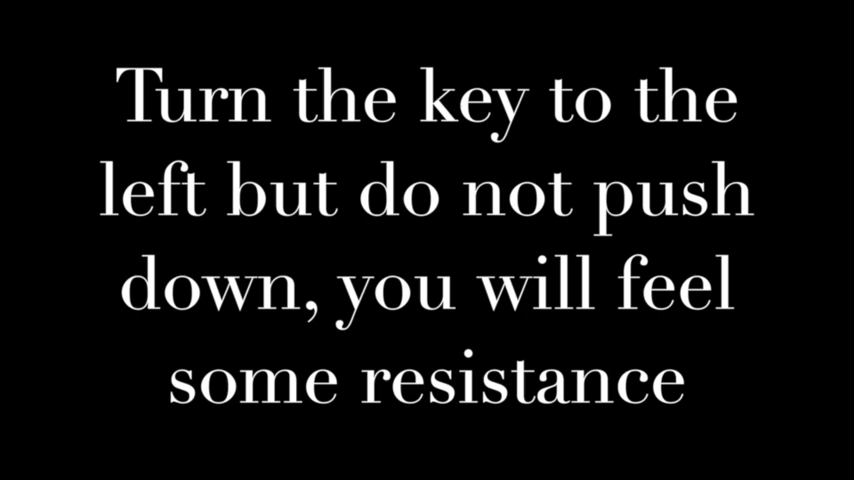 Turn the key to the
left but do not push
down, you will feel
some resistance